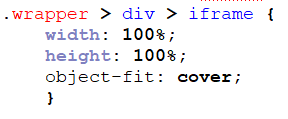 .wrapper > div > iframe {
width: 100%;
height: 100%;
object-fit: cover;
}